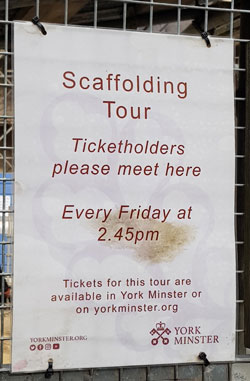 Scaffolding
Tour
Ticketholders
please meet here
Every Friday at
2.45pm
Tickets for this tour are
available in York Minster or
on yorkminster.org
YORKMINSTER.ORG
YORK
MINSTER